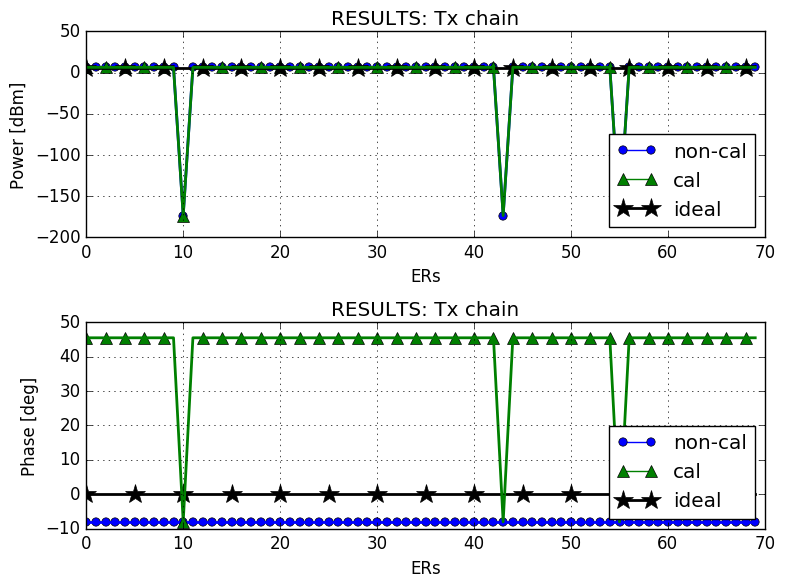 RESULTS: Tx chain
50
0
−50
−100
−150
−200
Power [dBm]
non-cal
cal
ideal
0 10 20 30 40 50 60 70
ERs
RESULTS: Tx chain
50
40
30
20
10
0
−10
Phase [deg]
non-cal
cal
ideal
0 10 20 30 40 50 60 70
ERs